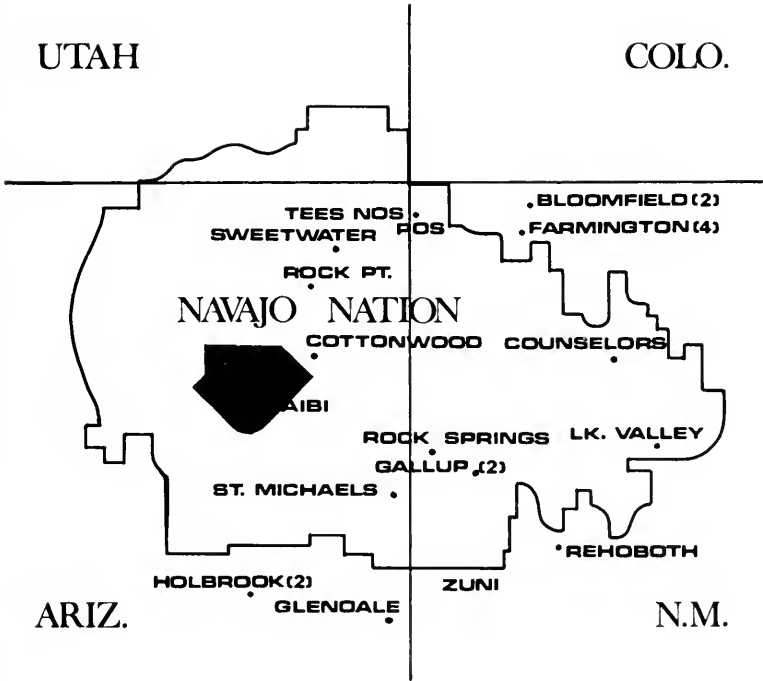 UTAH
COLO.
BLOOMFIELD(2)
TEES NOS
POS
FARMINGTON(4)
SWEETWATER
ROCK PT.
NAVAJO NATION
COTTONWOOD
COUNSELORS
AIBI
ROCK SPRINGS
LK. VALLEY
GALLUP (2)
ST. MICHAELS
REHOBOTH
HOLBROOK(2)
ZUNI
GLENDALE
ARIZ.
N.M.